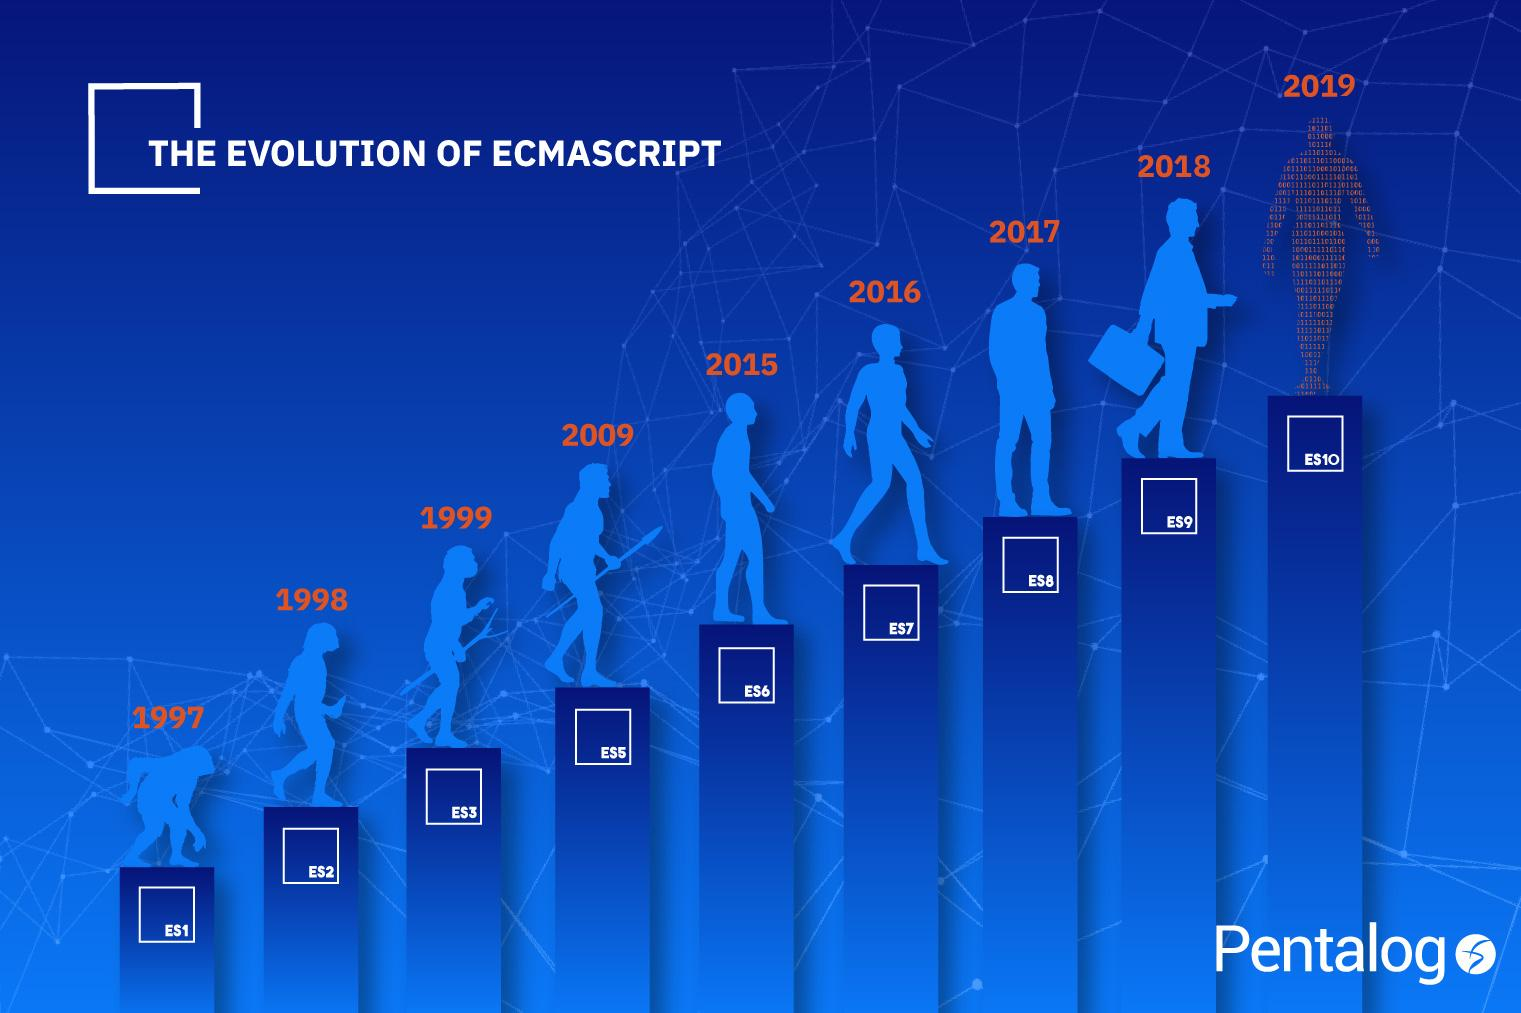 THE EVOLUTION OF ECMASCRIPT
1997
1998
1999
2009
2015
2016
2017
2018
2019
ES1
ES2
ES3
ES5
ES6
ES7
ES8
ES9
ES10
Pentalog